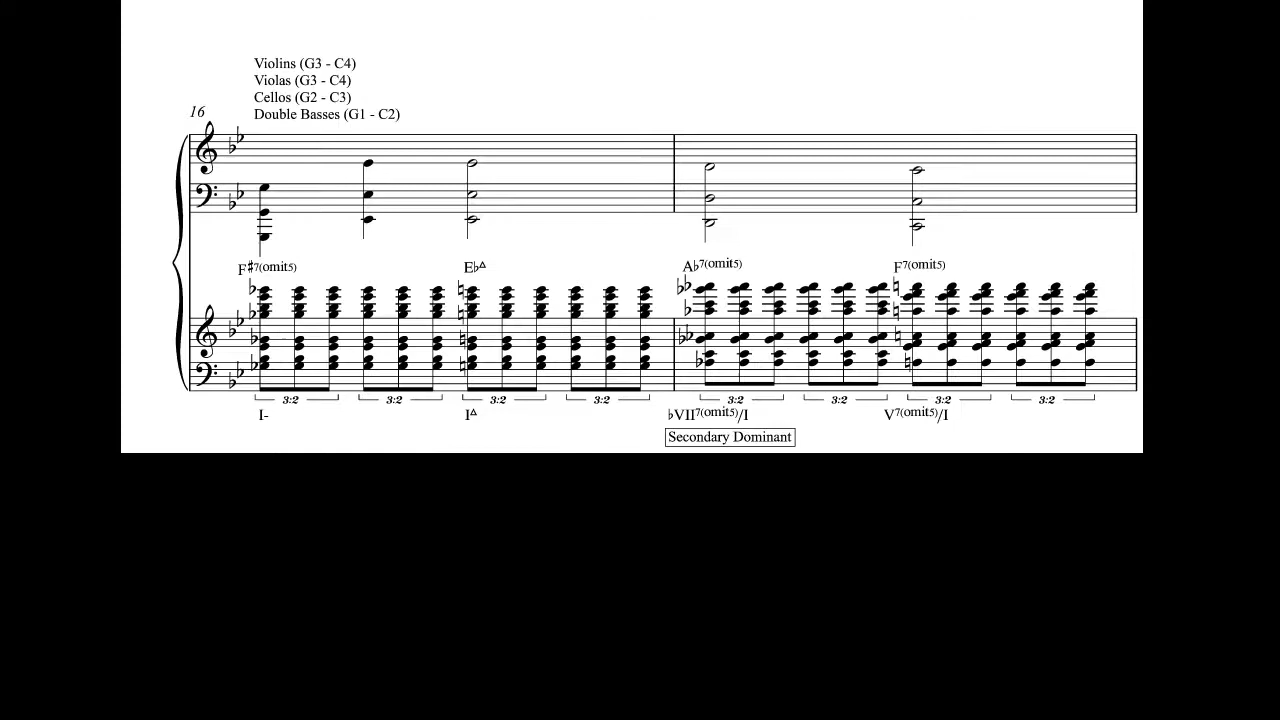 Violins (G3 - C4)
Violas (G3 - C4)
Cellos (G2 - C3)
Double Basses (G1 - C2)
16
F♯7(omit5) E♭△ A♭7(omit5) F7(omit5)
3:2 3:2 3:2 3:2 3:2 3:2 3:2 3:2
I- I△ ♭VII7(omit5)/I V7(omit5)/I
Secondary Dominant